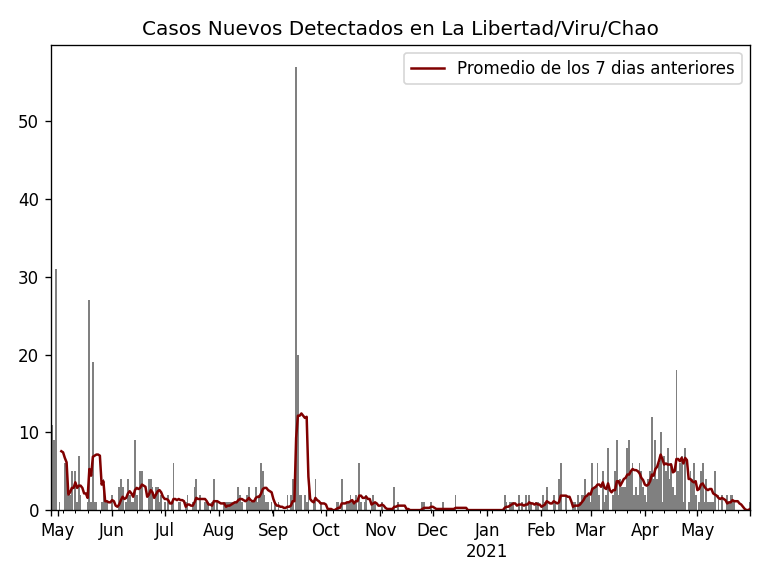 Casos Nuevos Detectados en La Libertad/Viru/Chao
Promedio de los 7 dias anteriores
50
40
30
20
10
0
May Jun Jul Aug Sep Oct Nov Dec Jan Feb Mar Apr May
2021